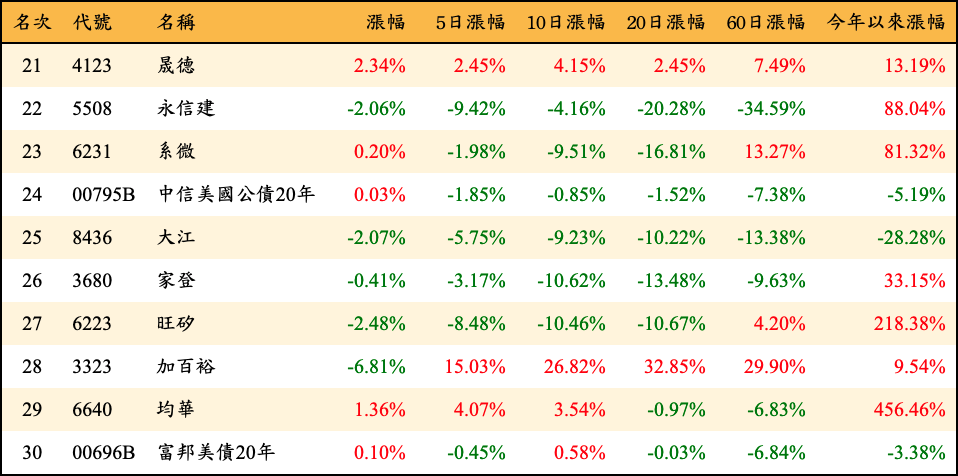 名次 代號 名稱 漲幅 5日漲幅 10日漲幅 20日漲幅 60日漲幅 今年以來漲幅
21 4123 晟德 2.34% 2.45% 4.15% 2.45% 7.49% 13.19%
22 5508 永信建 -2.06% -9.42% -4.16% -20.28% -34.59% 88.04%
23 6231 系微 0.20% -1.98% -9.51% -16.81% 13.27% 81.32%
24 00795B 中信美國公債20年 0.03% -1.85% -0.85% -1.52% -7.38% -5.19%
25 8436 大江 -2.07% -5.75% -9.23% -10.22% -13.38% -28.28%
26 3680 家登 -0.41% -3.17% -10.62% -13.48% -9.63% 33.15%
27 6223 旺矽 -2.48% -8.48% -10.46% -10.67% 4.20% 218.38%
28 3323 加百裕 -6.81% 15.03% 26.82% 32.85% 29.90% 9.54%
29 6640 均華 1.36% 4.07% 3.54% -0.97% -6.83% 456.46%
30 00696B 富邦美債20年 0.10% -0.45% 0.58% -0.03% -6.84% -3.38%